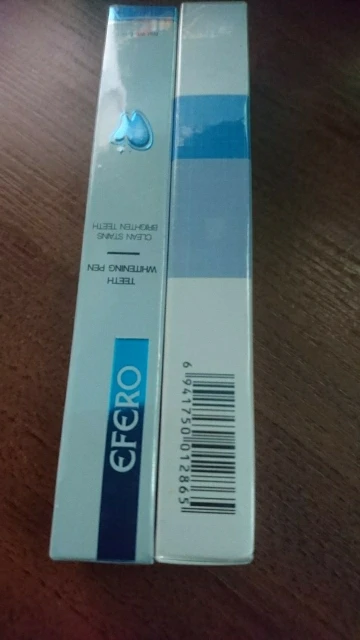 EFERO
TEETH
WHITENING PEN
CLEAN STAINS
BRIGHTEN TEETH
6 941750 012865